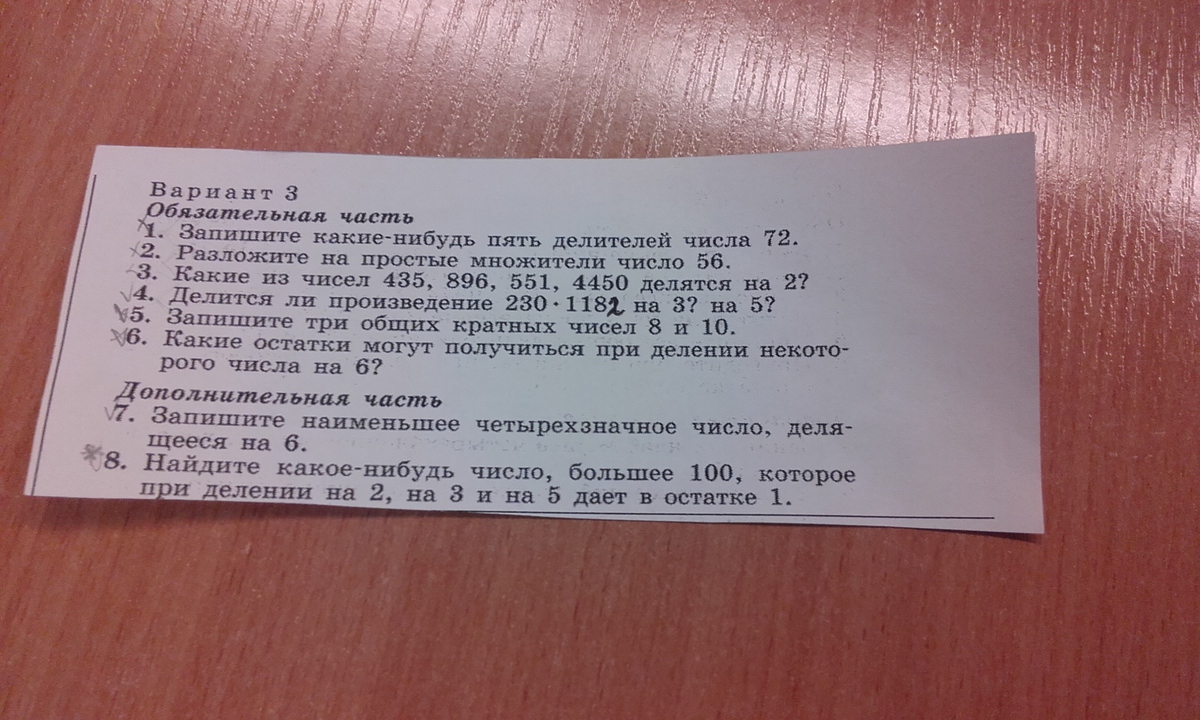 Вариант 3
Обязательная часть
1. Запишите какие-нибудь пять делителей числа 72.
2. Разложите на простые множители число 56.
3. Какие из чисел 435, 896, 551, 4450 делятся на 2?
4. Делится ли произведение 230·1182 на 3? на 5?
5. Запишите три общих кратных чисел 8 и 10.
6. Какие остатки могут получиться при делении некото-
рого числа на 6?
Дополнительная часть
7. Запишите наименьшее четырехзначное число, деля-
щееся на 6.
8. Найдите какое-нибудь число, большее 100, которое
при делении на 2, на 3 и на 5 дает в остатке 1.